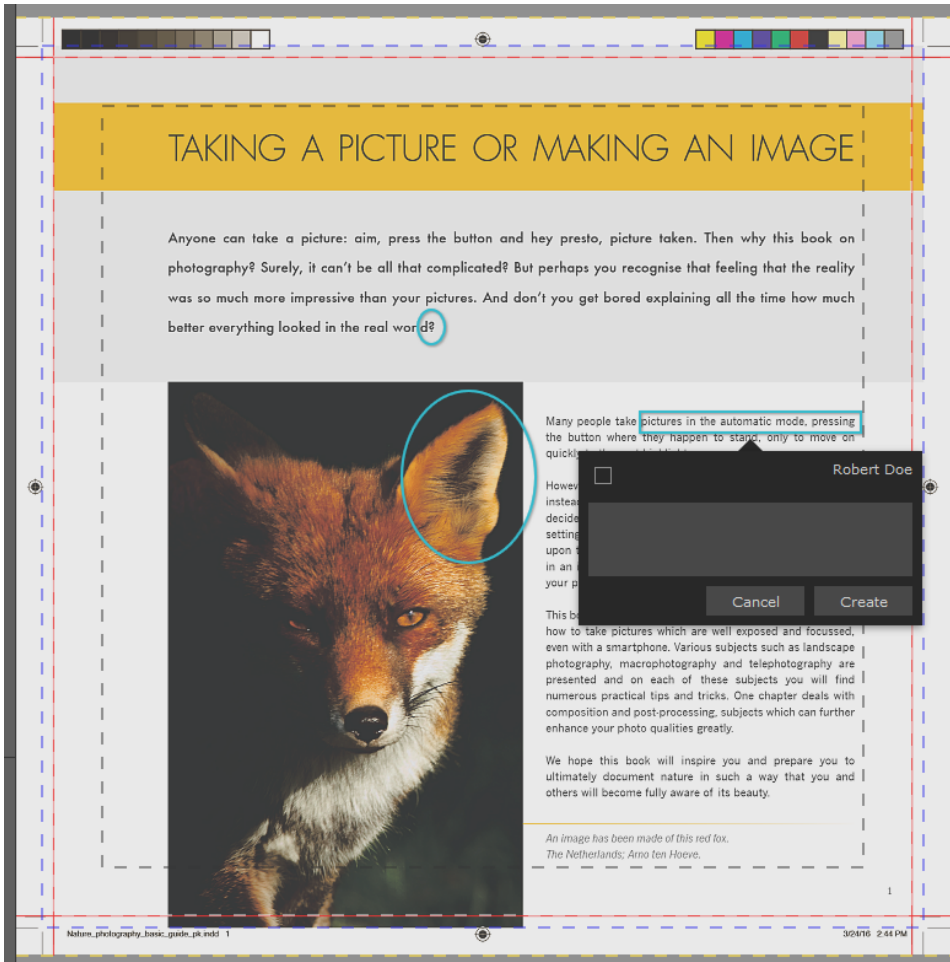 TAKING A PICTURE OR MAKING AN IMAGE
Anyone can take a picture: aim, press the button and hey presto, picture taken. Then why this book on
photography? Surely, it can't be all that complicated? But perhaps you recognise that feeling that the reality
was so much more impressive than your pictures. And don't you get bored explaining all the time how much
better everything looked in the real word?
Many people take pictures in the automatic mode, pressing
the button where they happen to stand, only to move on
quickly
Robert Doe
instead
decide
setting
upon
in an
your
Cancel Create
This
how to take pictures which are well exposed and focussed,
even with a smartphone. Various subjects such as landscape
photography, macrophotography and telephotography are
presented and on each of these subjects you will find
numerous practical tips and tricks. One chapter deals with
composition and post-processing, subjects which can further
enhance your photo qualities greatly.
We hope this book will inspire you and prepare you to
ultimately document nature in such a way that you and
others will become fully aware of its beauty.
An image has been made of this red fox.
The Netherlands; Arno ten Hoeve.
1
Nature_photography_basic_guide_pk.indd 1
3/24/16 2:44 PM